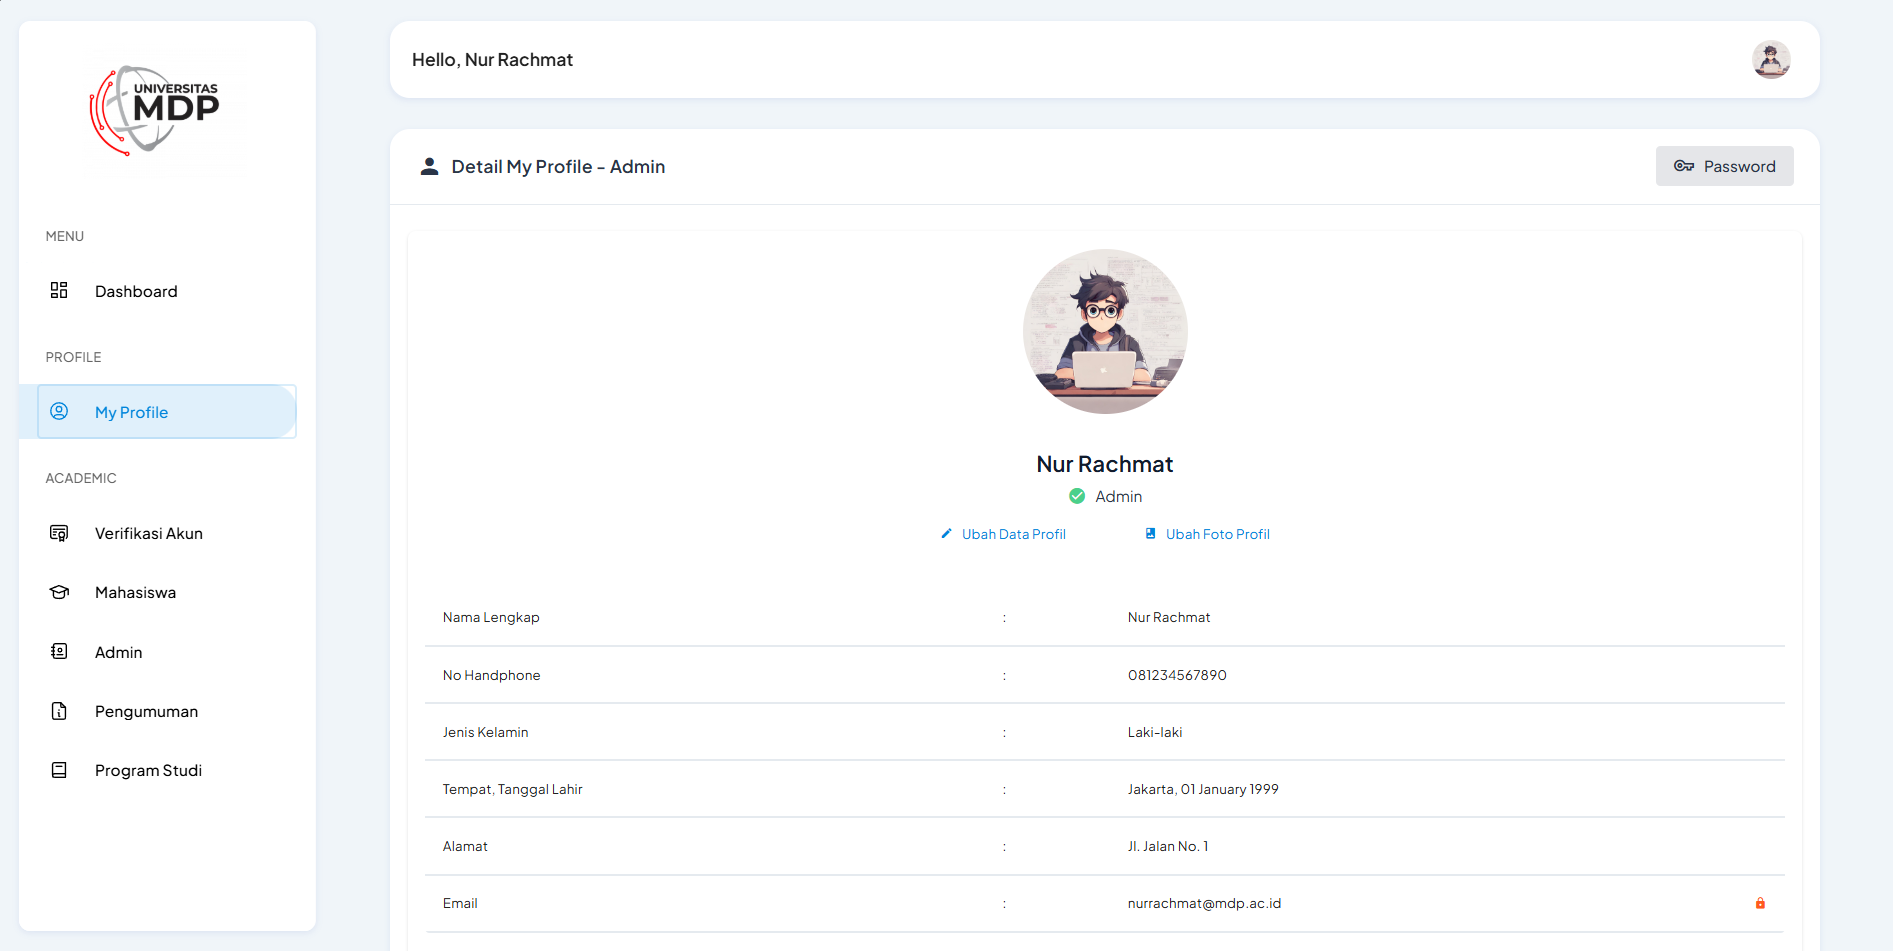 UNIVERSITAS
MDP
MENU
Dashboard
PROFILE
My Profile
ACADEMIC
Verifikasi Akun
Mahasiswa
Admin
Pengumuman
Program Studi
Hello, Nur Rachmat
Detail My Profile - Admin
Password
Nur Rachmat
Admin
Ubah Data Profil Ubah Foto Profil
Nama Lengkap : Nur Rachmat
No Handphone : 081234567890
Jenis Kelamin : Laki-laki
Tempat, Tanggal Lahir : Jakarta, 01 January 1999
Alamat : Jl. Jalan No. 1
Email : nurrachmat@mdp.ac.id